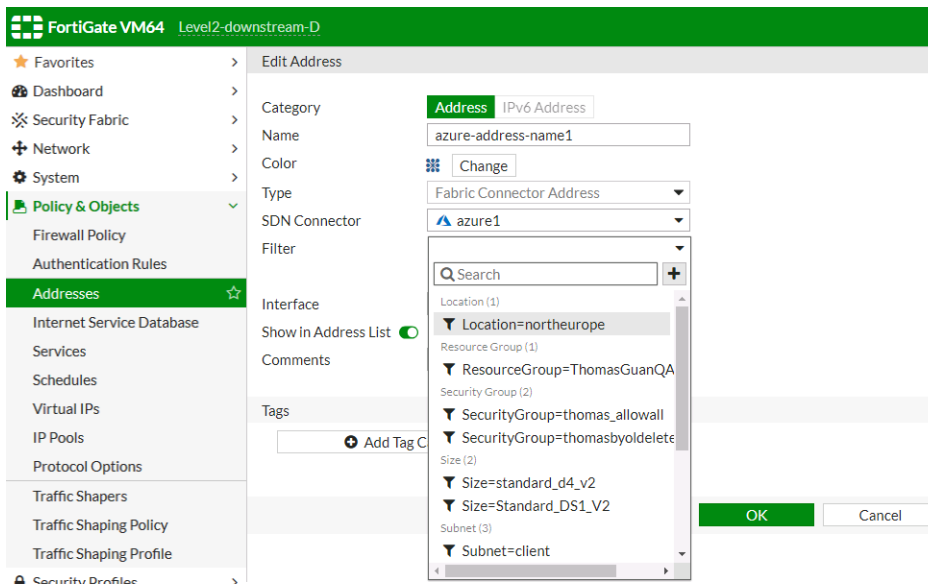 FortiGate VM64 Level2-downstream-D
Favorites
Dashboard
Security Fabric
Network
System
Policy & Objects
Firewall Policy
Authentication Rules
Addresses
Internet Service Database
Services
Schedules
Virtual IPs
IP Pools
Protocol Options
Traffic Shapers
Traffic Shaping Policy
Traffic Shaping Profile
Security Profiles
Edit Address
Category Address IPv6 Address
Name azure-address-name1
Color Change
Type Fabric Connector Address
SDN Connector azure1
Filter
Search
Location (1)
Location=northeurope
Resource Group (1)
ResourceGroup=ThomasGuanQA
Security Group (2)
SecurityGroup=thomas_allowall
SecurityGroup=thomasbyoldelete
Size (2)
Size=standard_d4_v2
Size=Standard_DS1_V2
Subnet (3)
Subnet=client
Interface
Show in Address List
Comments
Tags
Add Tag C
OK Cancel